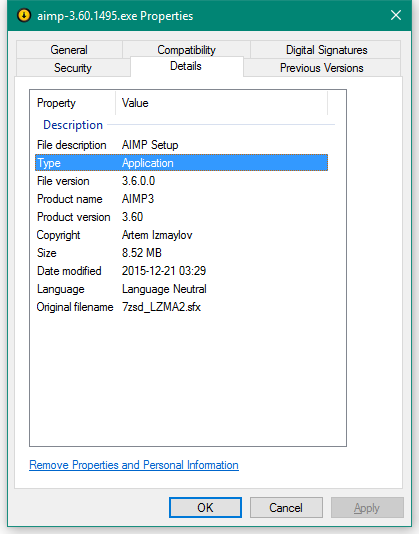 aimp-3.60.1495.exe Properties
General Compatibility Digital Signatures
Security Details Previous Versions
Property Value
Description
File description AIMP Setup
Type Application
File version 3.6.0.0
Product name AIMP3
Product version 3.60
Copyright Artem Izmaylov
Size 8.52 MB
Date modified 2015-12-21 03:29
Language Language Neutral
Original filename 7zsd_LZMA2.sfx
Remove Properties and Personal Information
OK Cancel Apply